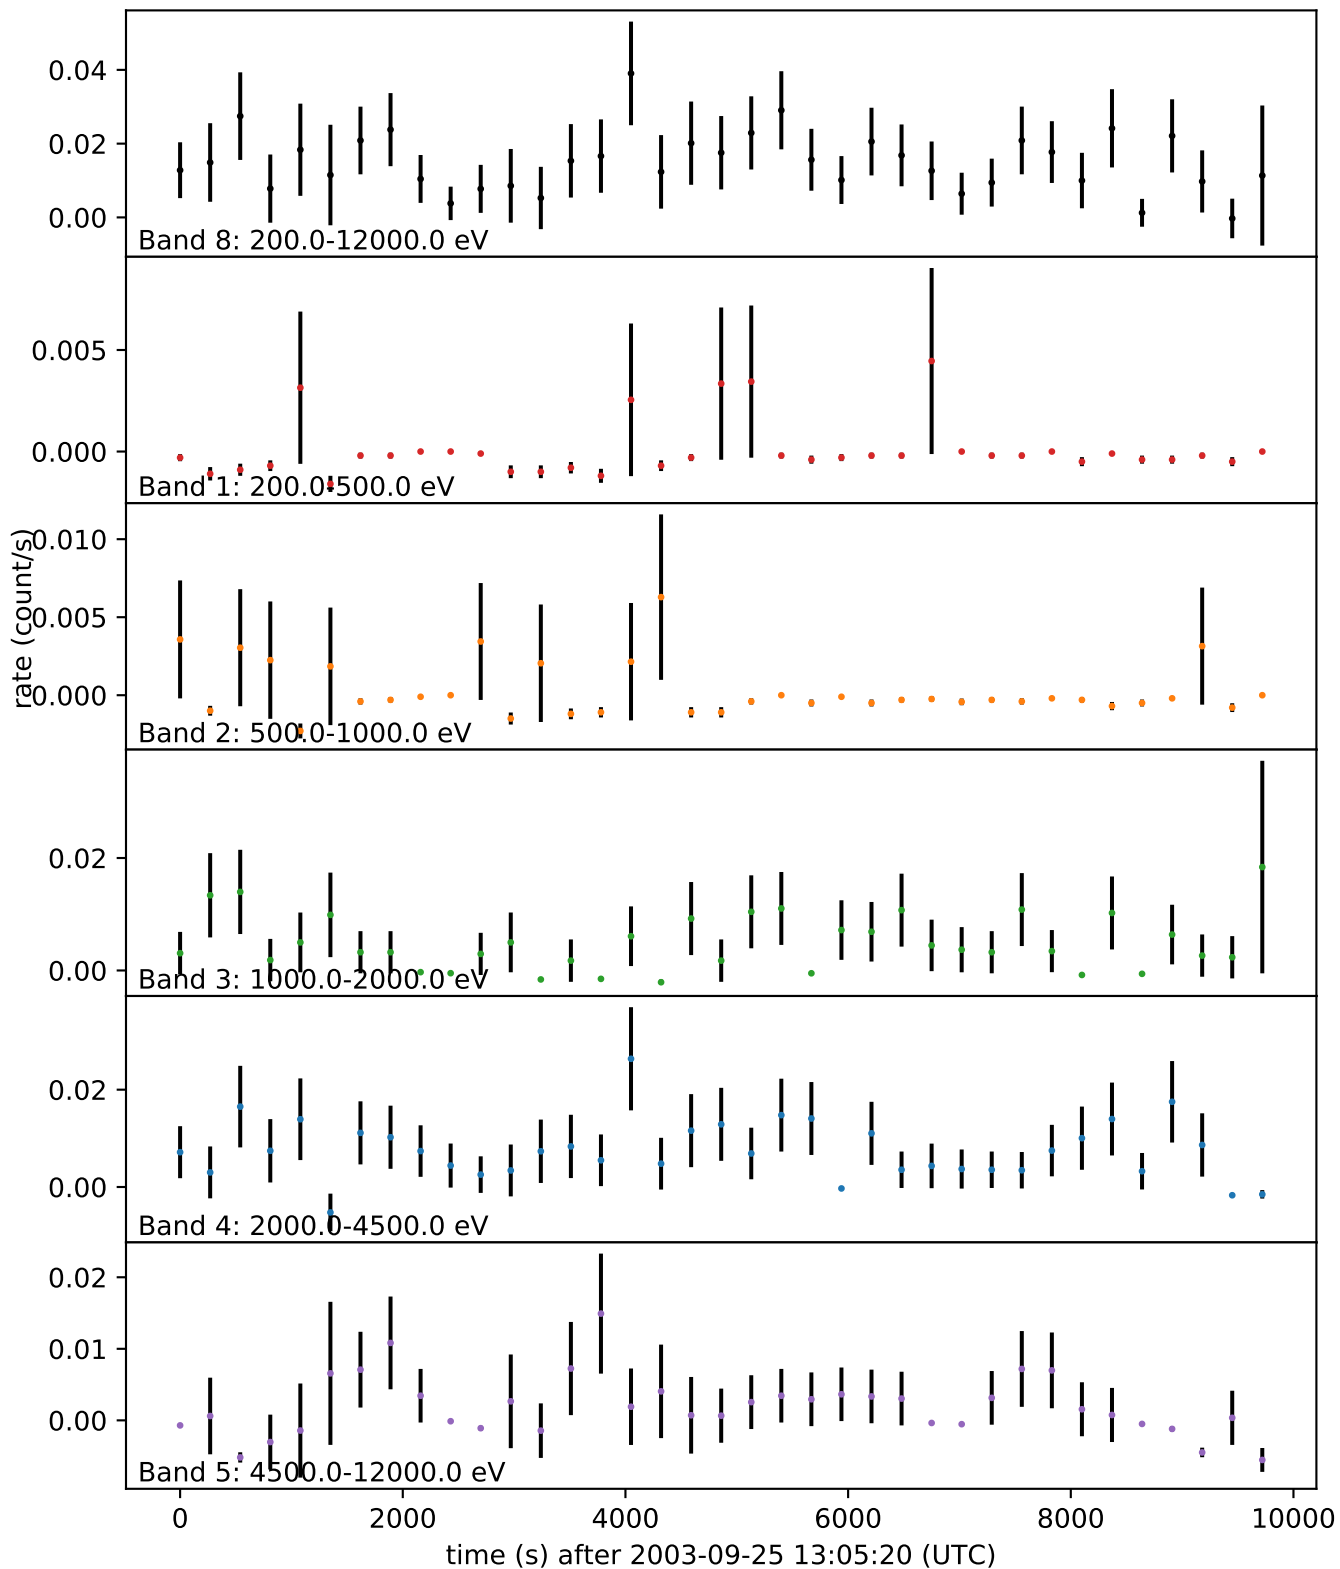 0.04
0.02
0.00
Band 8: 200.0-12000.0 eV
0.005
0.000
Band 1: 200.0-500.0 eV
rate (count/s)
0.010
0.005
0.000
Band 2: 500.0-1000.0 eV
0.02
0.00
Band 3: 1000.0-2000.0 eV
0.02
0.00
Band 4: 2000.0-4500.0 eV
0.02
0.01
0.00
Band 5: 4500.0-12000.0 eV
0 2000 4000 6000 8000 10000
time (s) after 2003-09-25 13:05:20 (UTC)